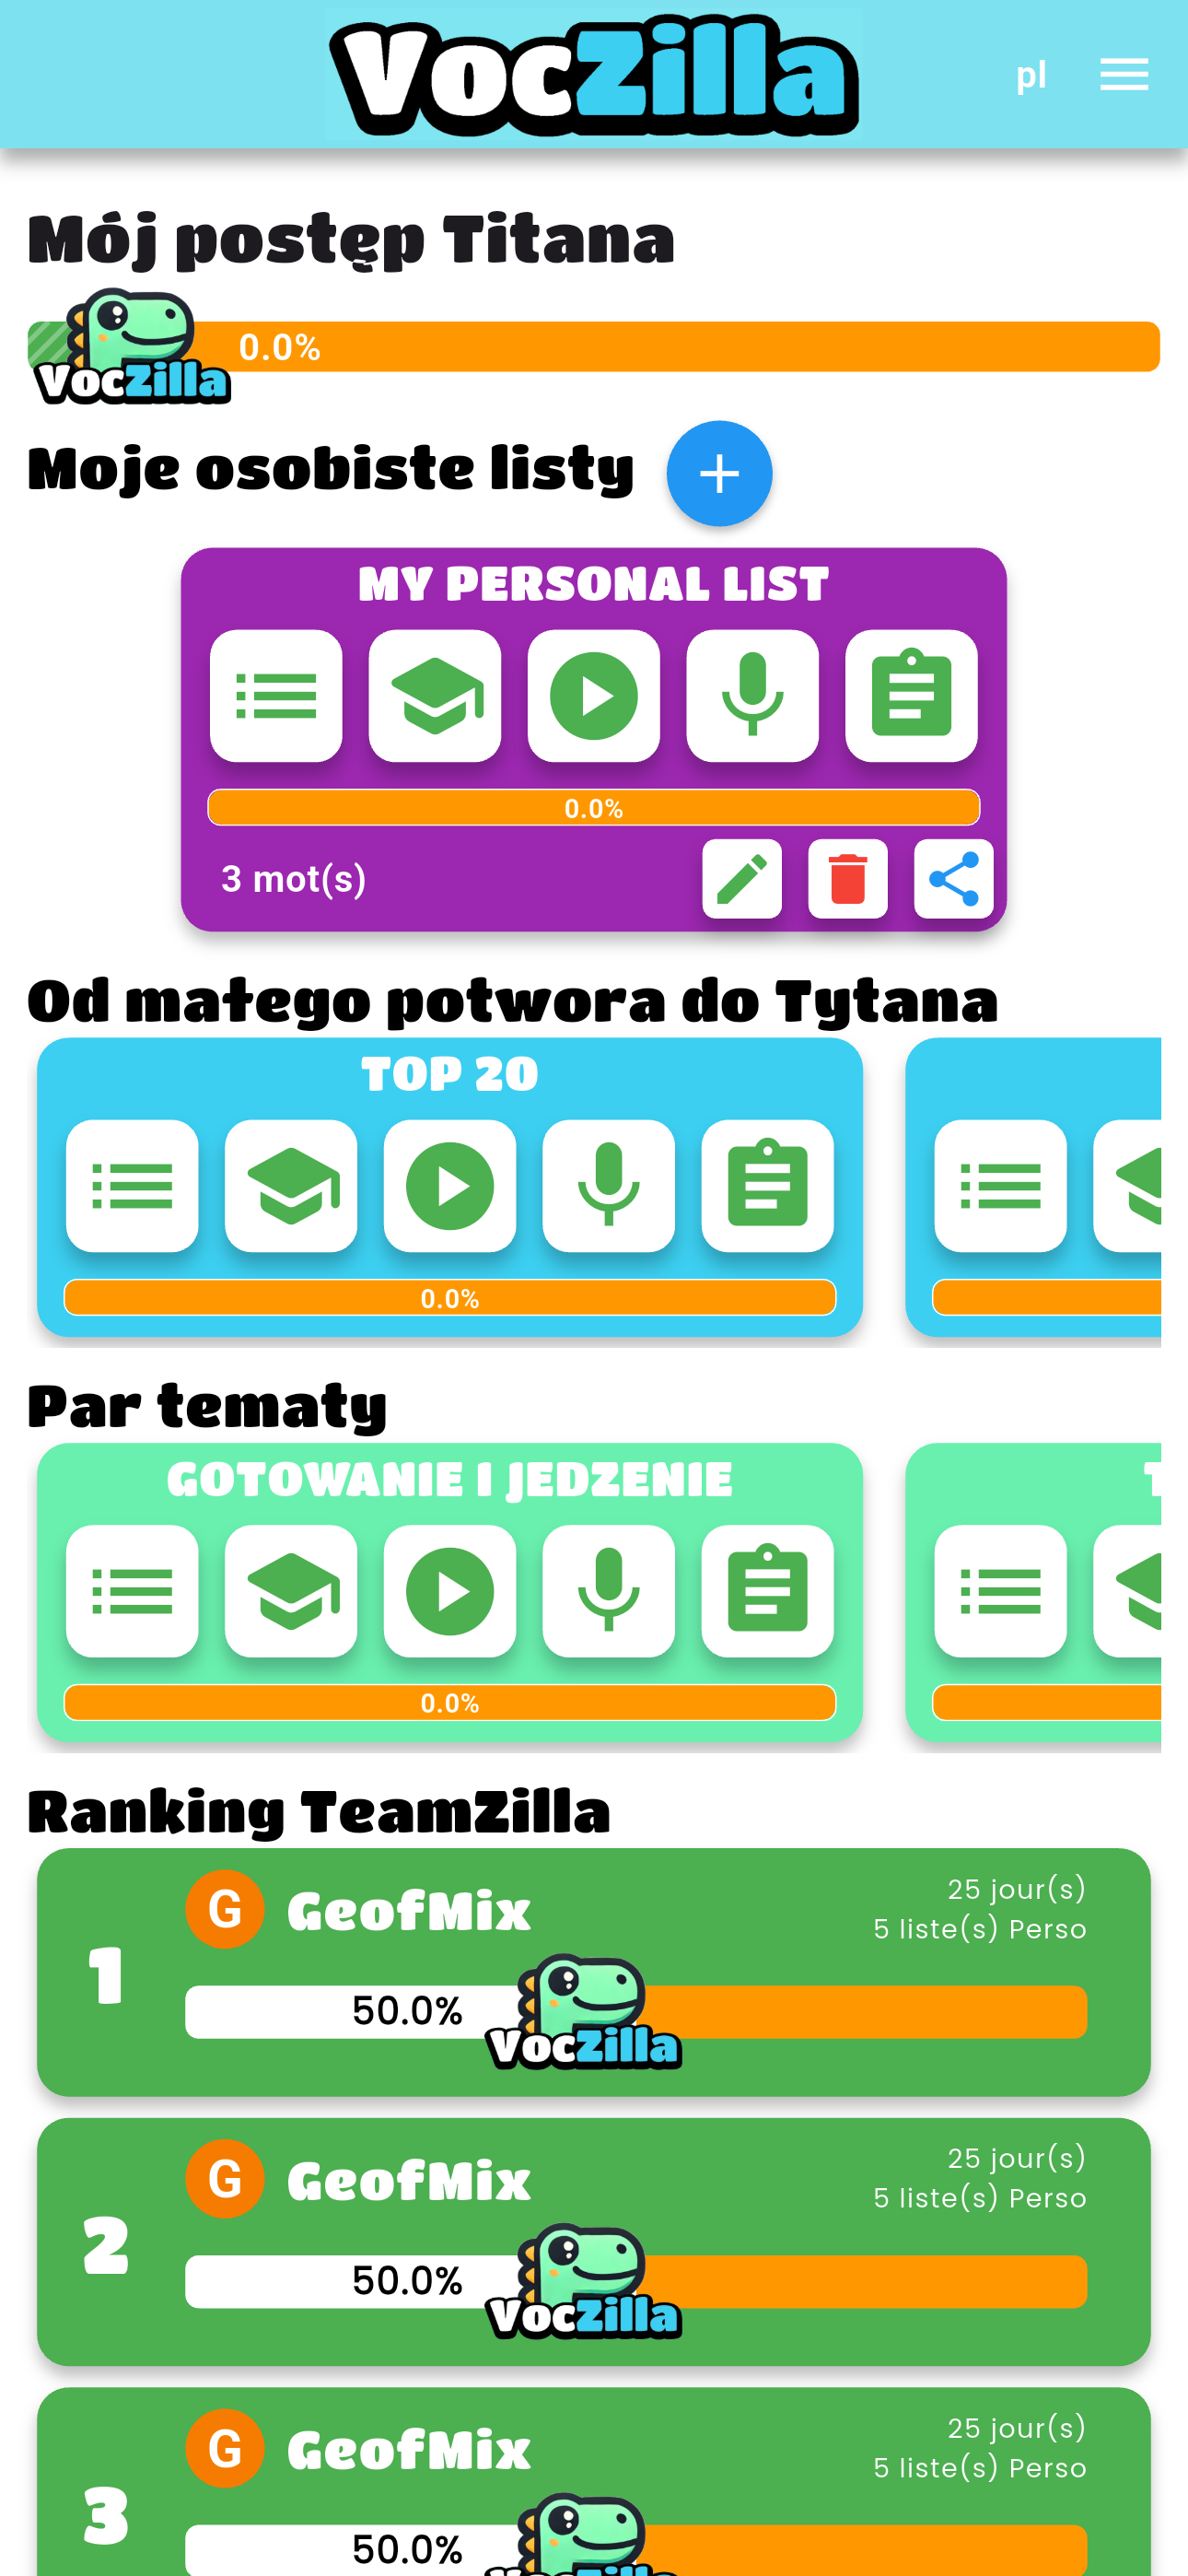 VocZilla
pl
Mój postęp Titana
0.0%
VocZilla
Moje osobiste listy
MY PERSONAL LIST
0.0%
3 mot(s)
Od małego potwora do Tytana
TOP 20
0.0%
Par tematy
GOTOWANIE I JEDZENIE
T
0.0%
Ranking TeamZilla
1
G
GeofMix
25 jour(s)
5 liste(s) Perso
50.0%
VocZilla
2
G
GeofMix
25 jour(s)
5 liste(s) Perso
50.0%
VocZilla
3
G
GeofMix
25 jour(s)
5 liste(s) Perso
50.0%